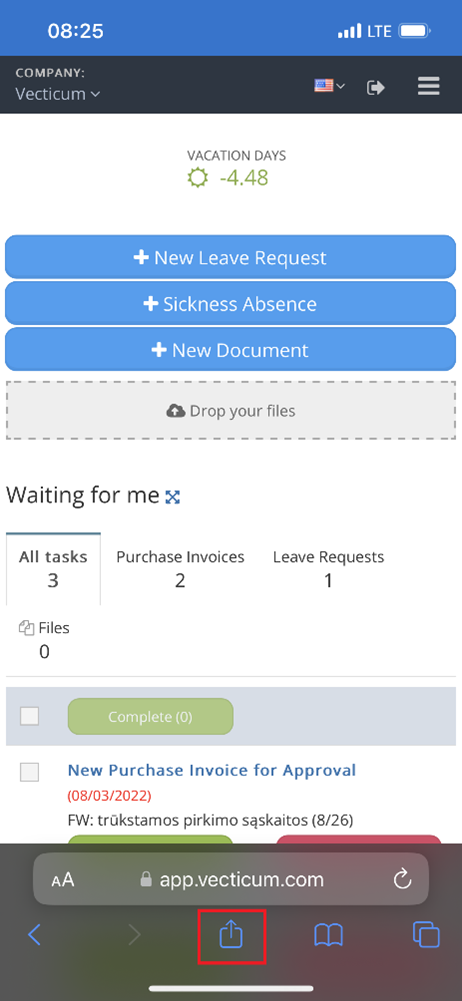 08:25
LTE
COMPANY:
Vecticum
VACATION DAYS
-4.48
New Leave Request
Sickness Absence
New Document
Drop your files
Waiting for me
All tasks
3
Purchase Invoices
2
Leave Requests
1
Files
0
Complete (0)
New Purchase Invoice for Approval
(08/03/2022)
FW: trūkstamos pirkimo sąskaitos (8/26)
AA
app.vecticum.com